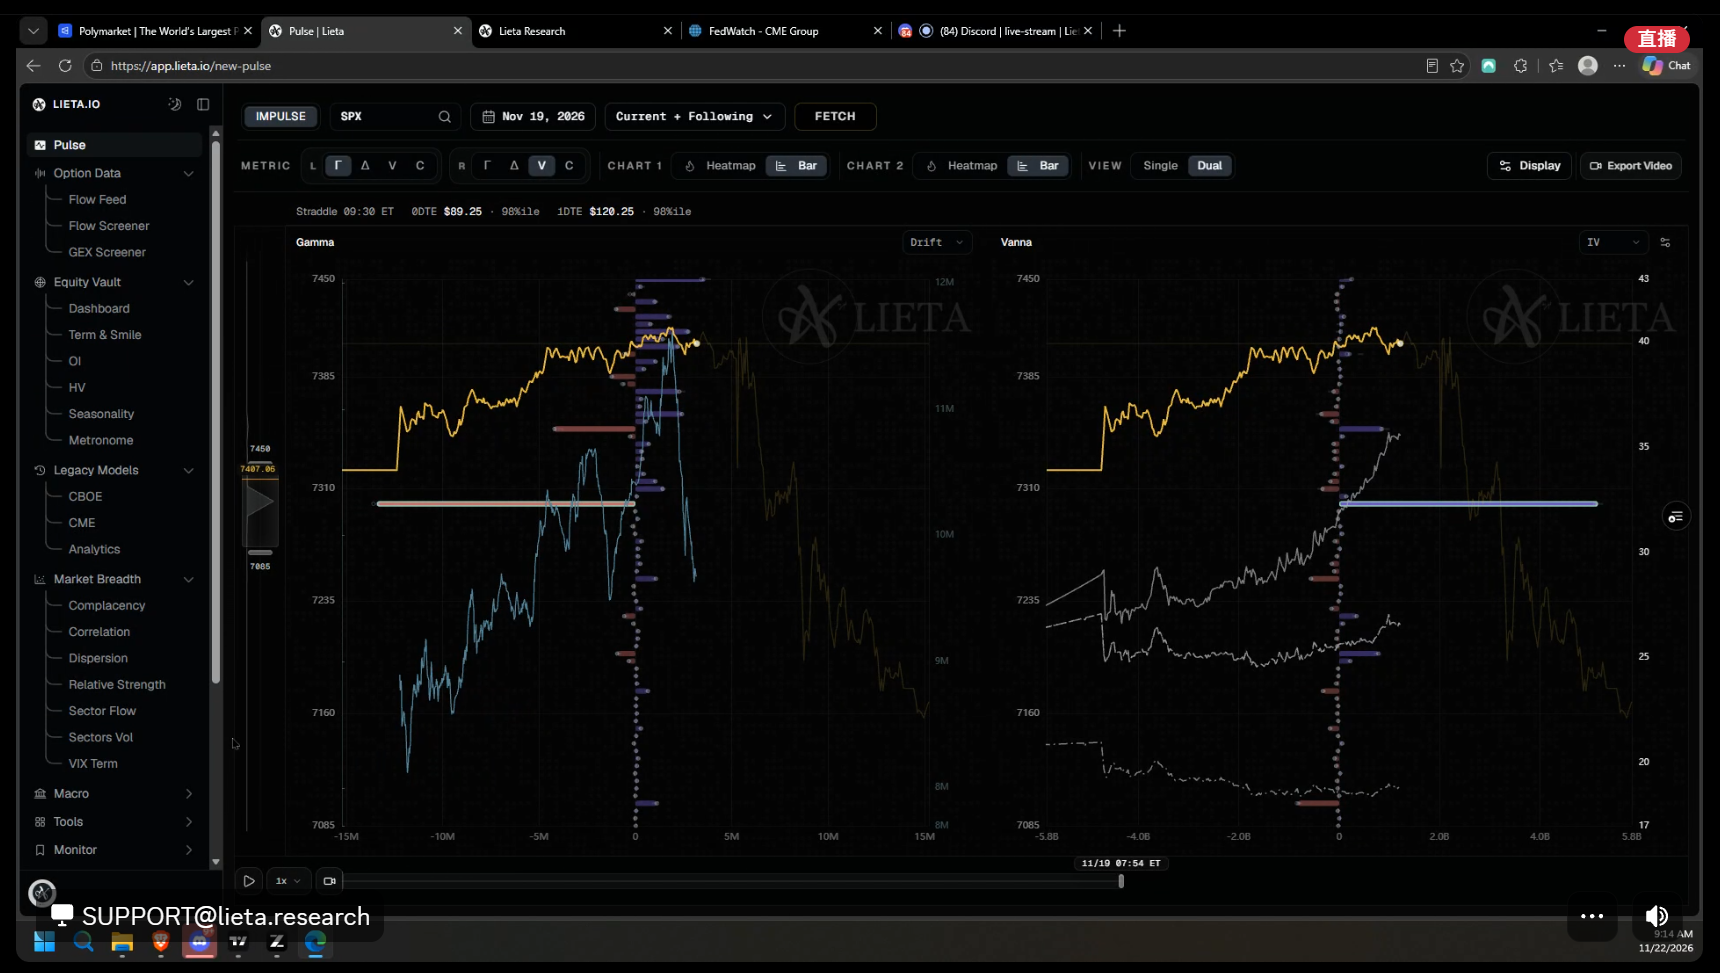 Polymarket | The World's Largest P
Pulse | Lieta
Lieta Research
FedWatch - CME Group
(84) Discord | live-stream | Lie
直播
https://app.lieta.io/new-pulse
Chat
LIETA.IO
IMPULSE
SPX
Nov 19, 2026
Current + Following
FETCH
METRIC
L
Γ
Δ
V
C
R
Γ
Δ
V
C
CHART 1
Heatmap
Bar
CHART 2
Heatmap
Bar
VIEW
Single
Dual
Display
Export Video
Straddle 09:30 ET 0DTE $89.25 · 98%ile 1DTE $120.25 · 98%ile
Pulse
Option Data
Flow Feed
Flow Screener
GEX Screener
Equity Vault
Dashboard
Term & Smile
OI
HV
Seasonality
Metronome
Legacy Models
CBOE
CME
Analytics
Market Breadth
Complacency
Correlation
Dispersion
Relative Strength
Sector Flow
Sectors Vol
VIX Term
Macro
Tools
Monitor
7450
7407.06
7085
Gamma
Drift
7450
7385
7310
7235
7160
7085
12M
11M
10M
9M
8M
8M
-15M
-10M
-5M
0
5M
10M
15M
LIETA
Vanna
IV
7450
7385
7310
7235
7160
7085
43
40
35
30
25
20
17
-5.8B
-4.0B
-2.0B
0
2.0B
4.0B
5.8B
LIETA
11/19 07:54 ET
1x
SUPPORT@lieta.research
9:14 AM
11/22/2026